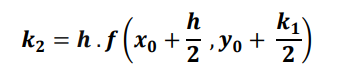 k₂ = h . f (x₀ + h/2 , y₀ + k₁/2)